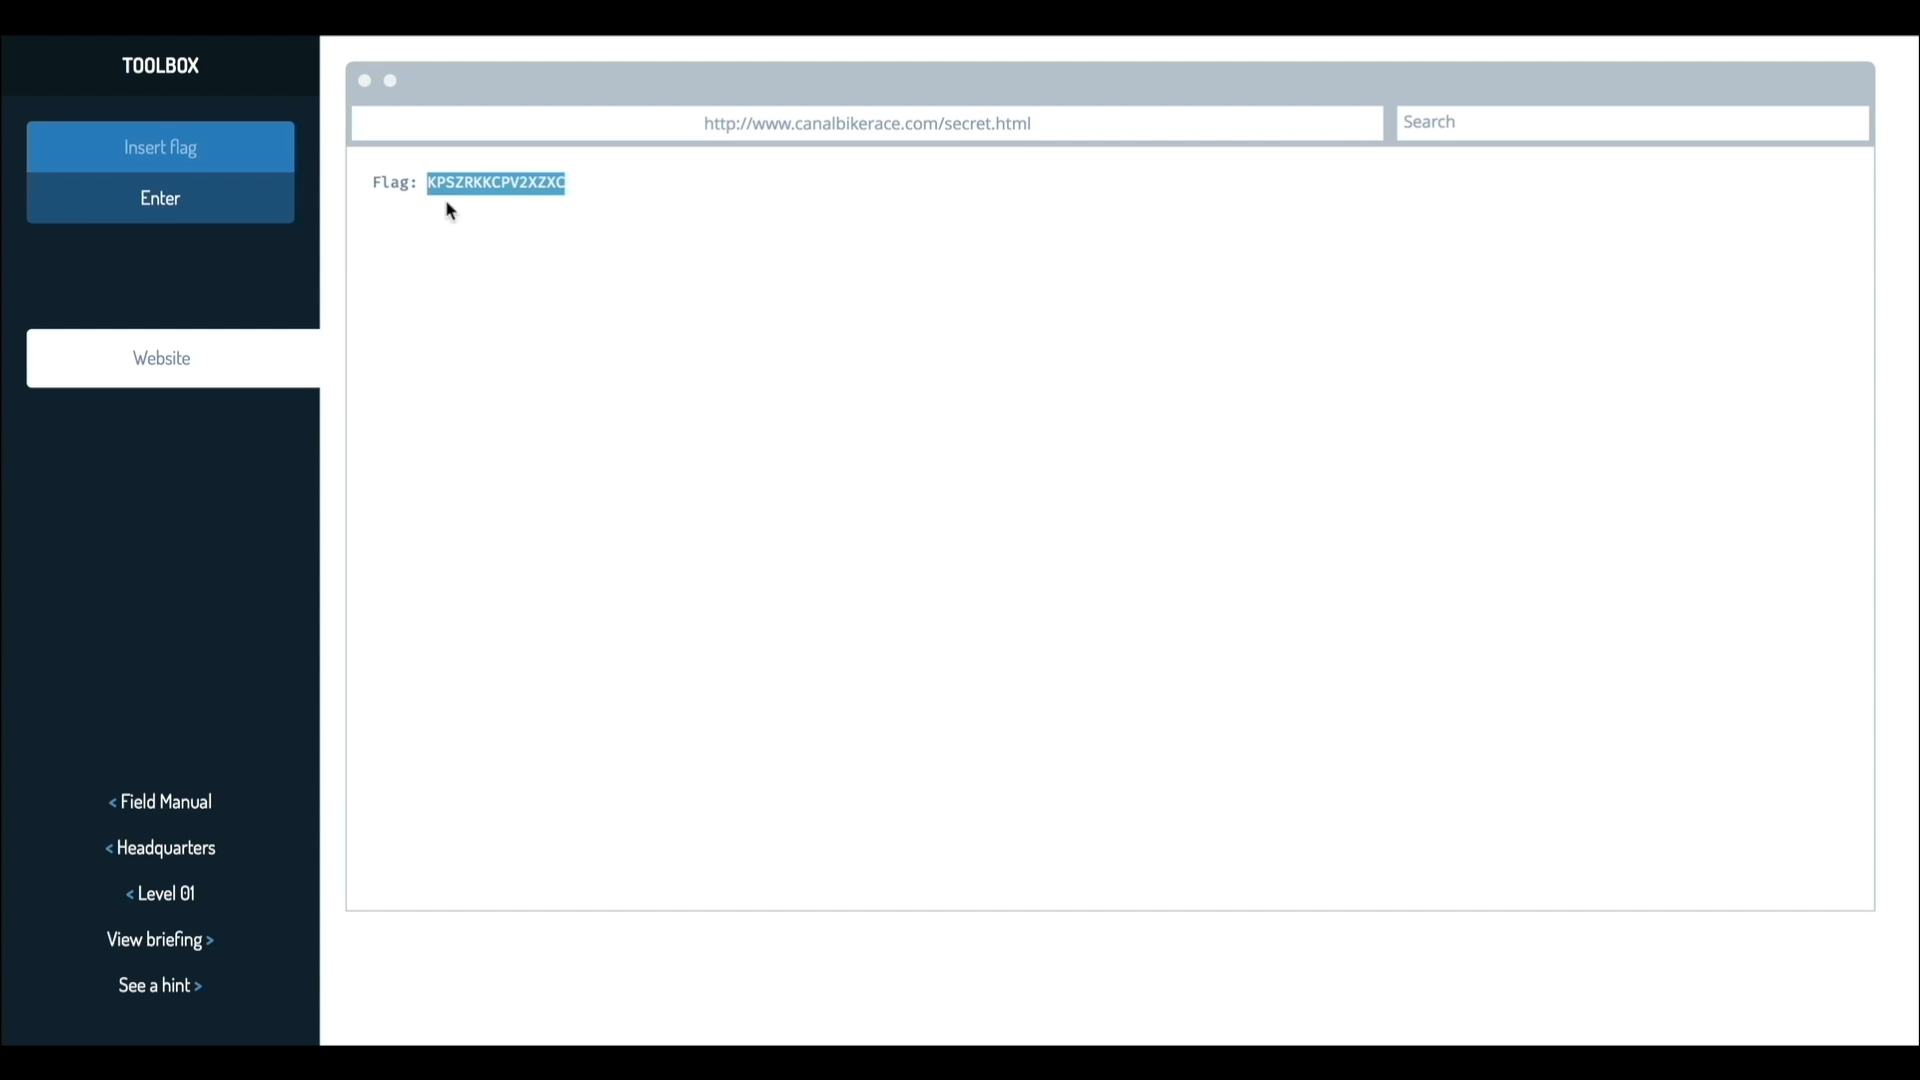 TOOLBOX
Insert flag
Enter
Website
< Field Manual
< Headquarters
< Level 01
View briefing >
See a hint >
http://www.canalbikerace.com/secret.html
Search
Flag: KPSZRKKCPV2XZXC